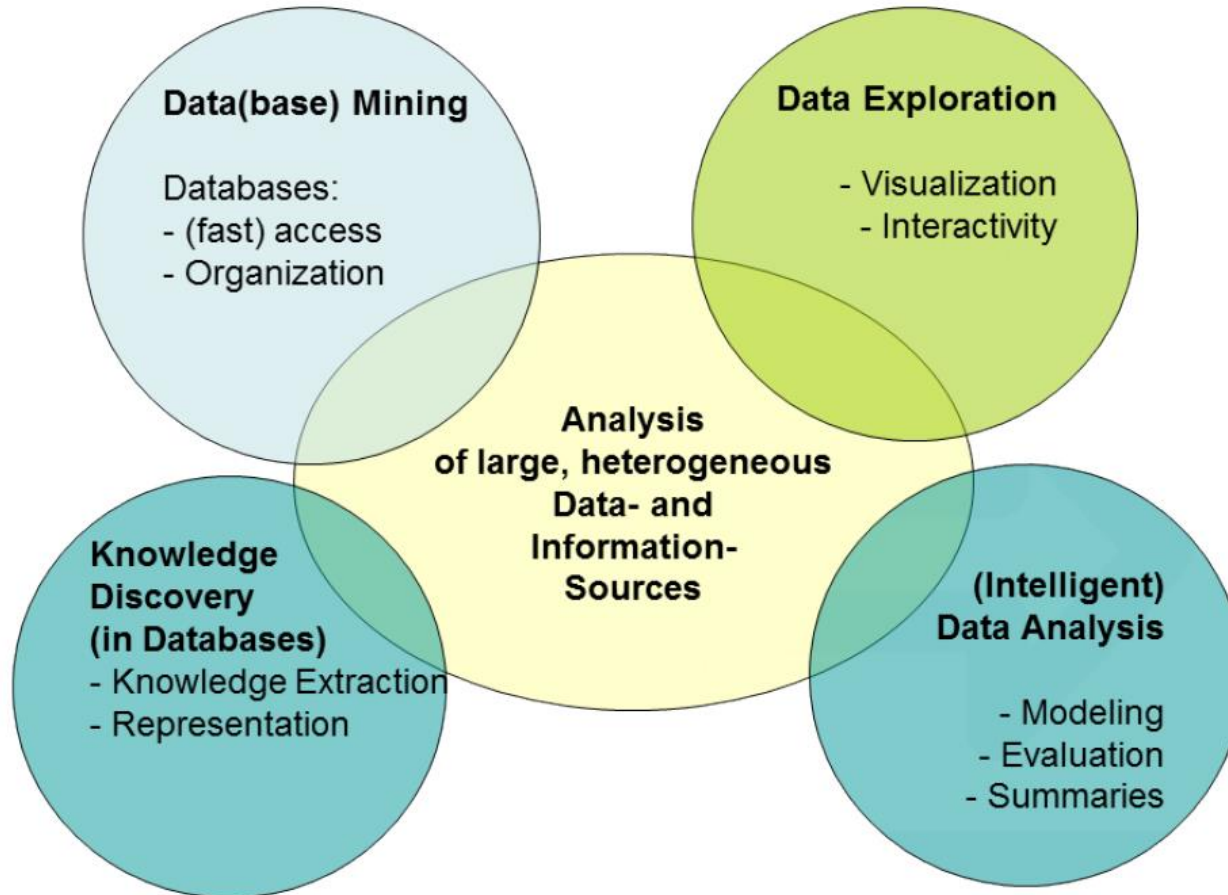 Data(base) Mining
Databases:
- (fast) access
- Organization
Data Exploration
- Visualization
- Interactivity
Analysis
of large, heterogeneous
Data- and
Information-
Sources
Knowledge
Discovery
(in Databases)
- Knowledge Extraction
- Representation
(Intelligent)
Data Analysis
- Modeling
- Evaluation
- Summaries